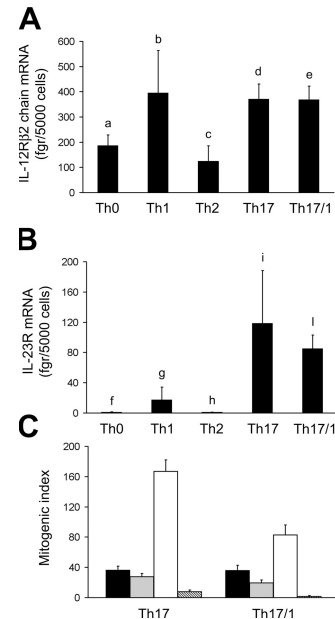 A
IL-12Rβ2 chain mRNA
(fgr/5000 cells)
600
500
400
300
200
100
0
a
b
c
d
e
Th0 Th1 Th2 Th17 Th17/1
B
IL-23R mRNA
(fgr/5000 cells)
200
160
120
80
40
0
f
g
h
i
l
Th0 Th1 Th2 Th17 Th17/1
C
Mitogenic index
200
160
120
80
40
0
Th17 Th17/1